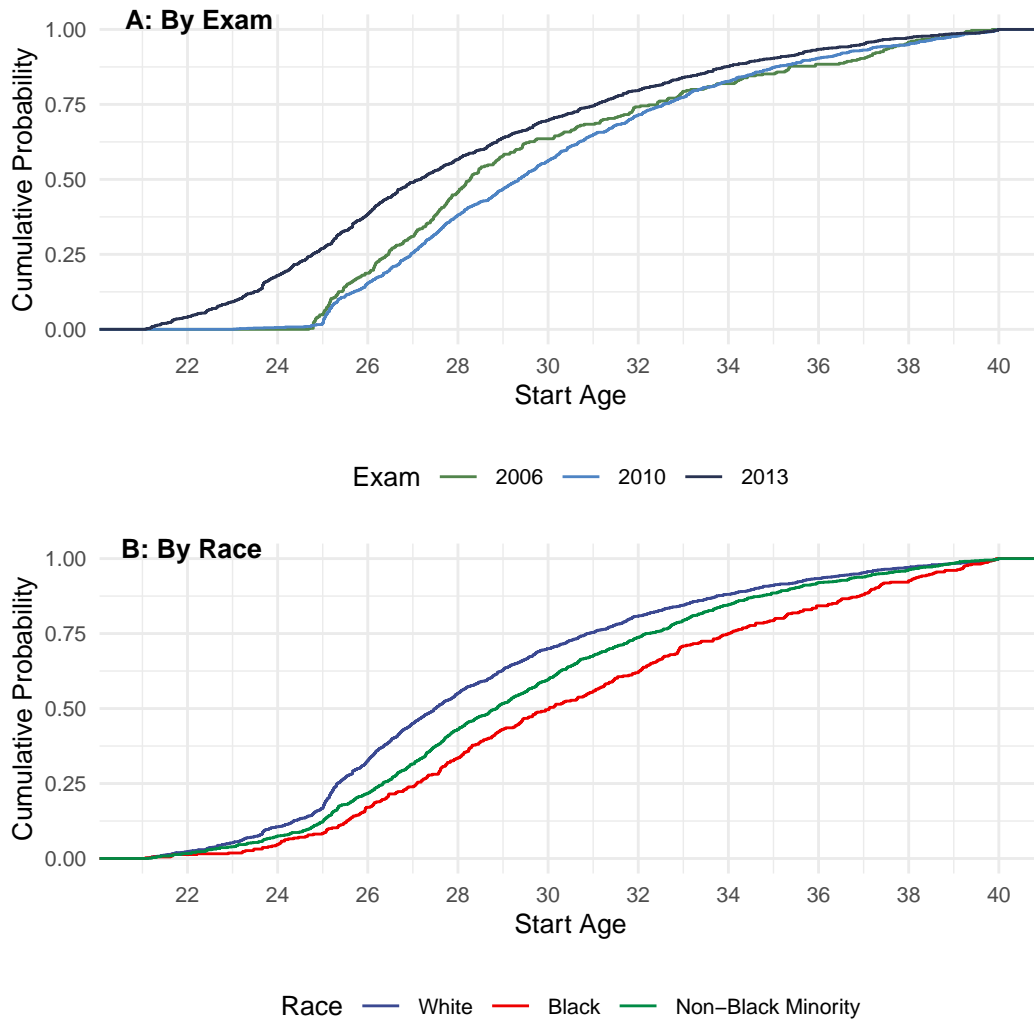 A: By Exam
1.00
0.75
0.50
0.25
0.00
Cumulative Probability
22 24 26 28 30 32 34 36 38 40
Start Age
Exam 2006 2010 2013
B: By Race
1.00
0.75
0.50
0.25
0.00
Cumulative Probability
22 24 26 28 30 32 34 36 38 40
Start Age
Race White Black Non−Black Minority